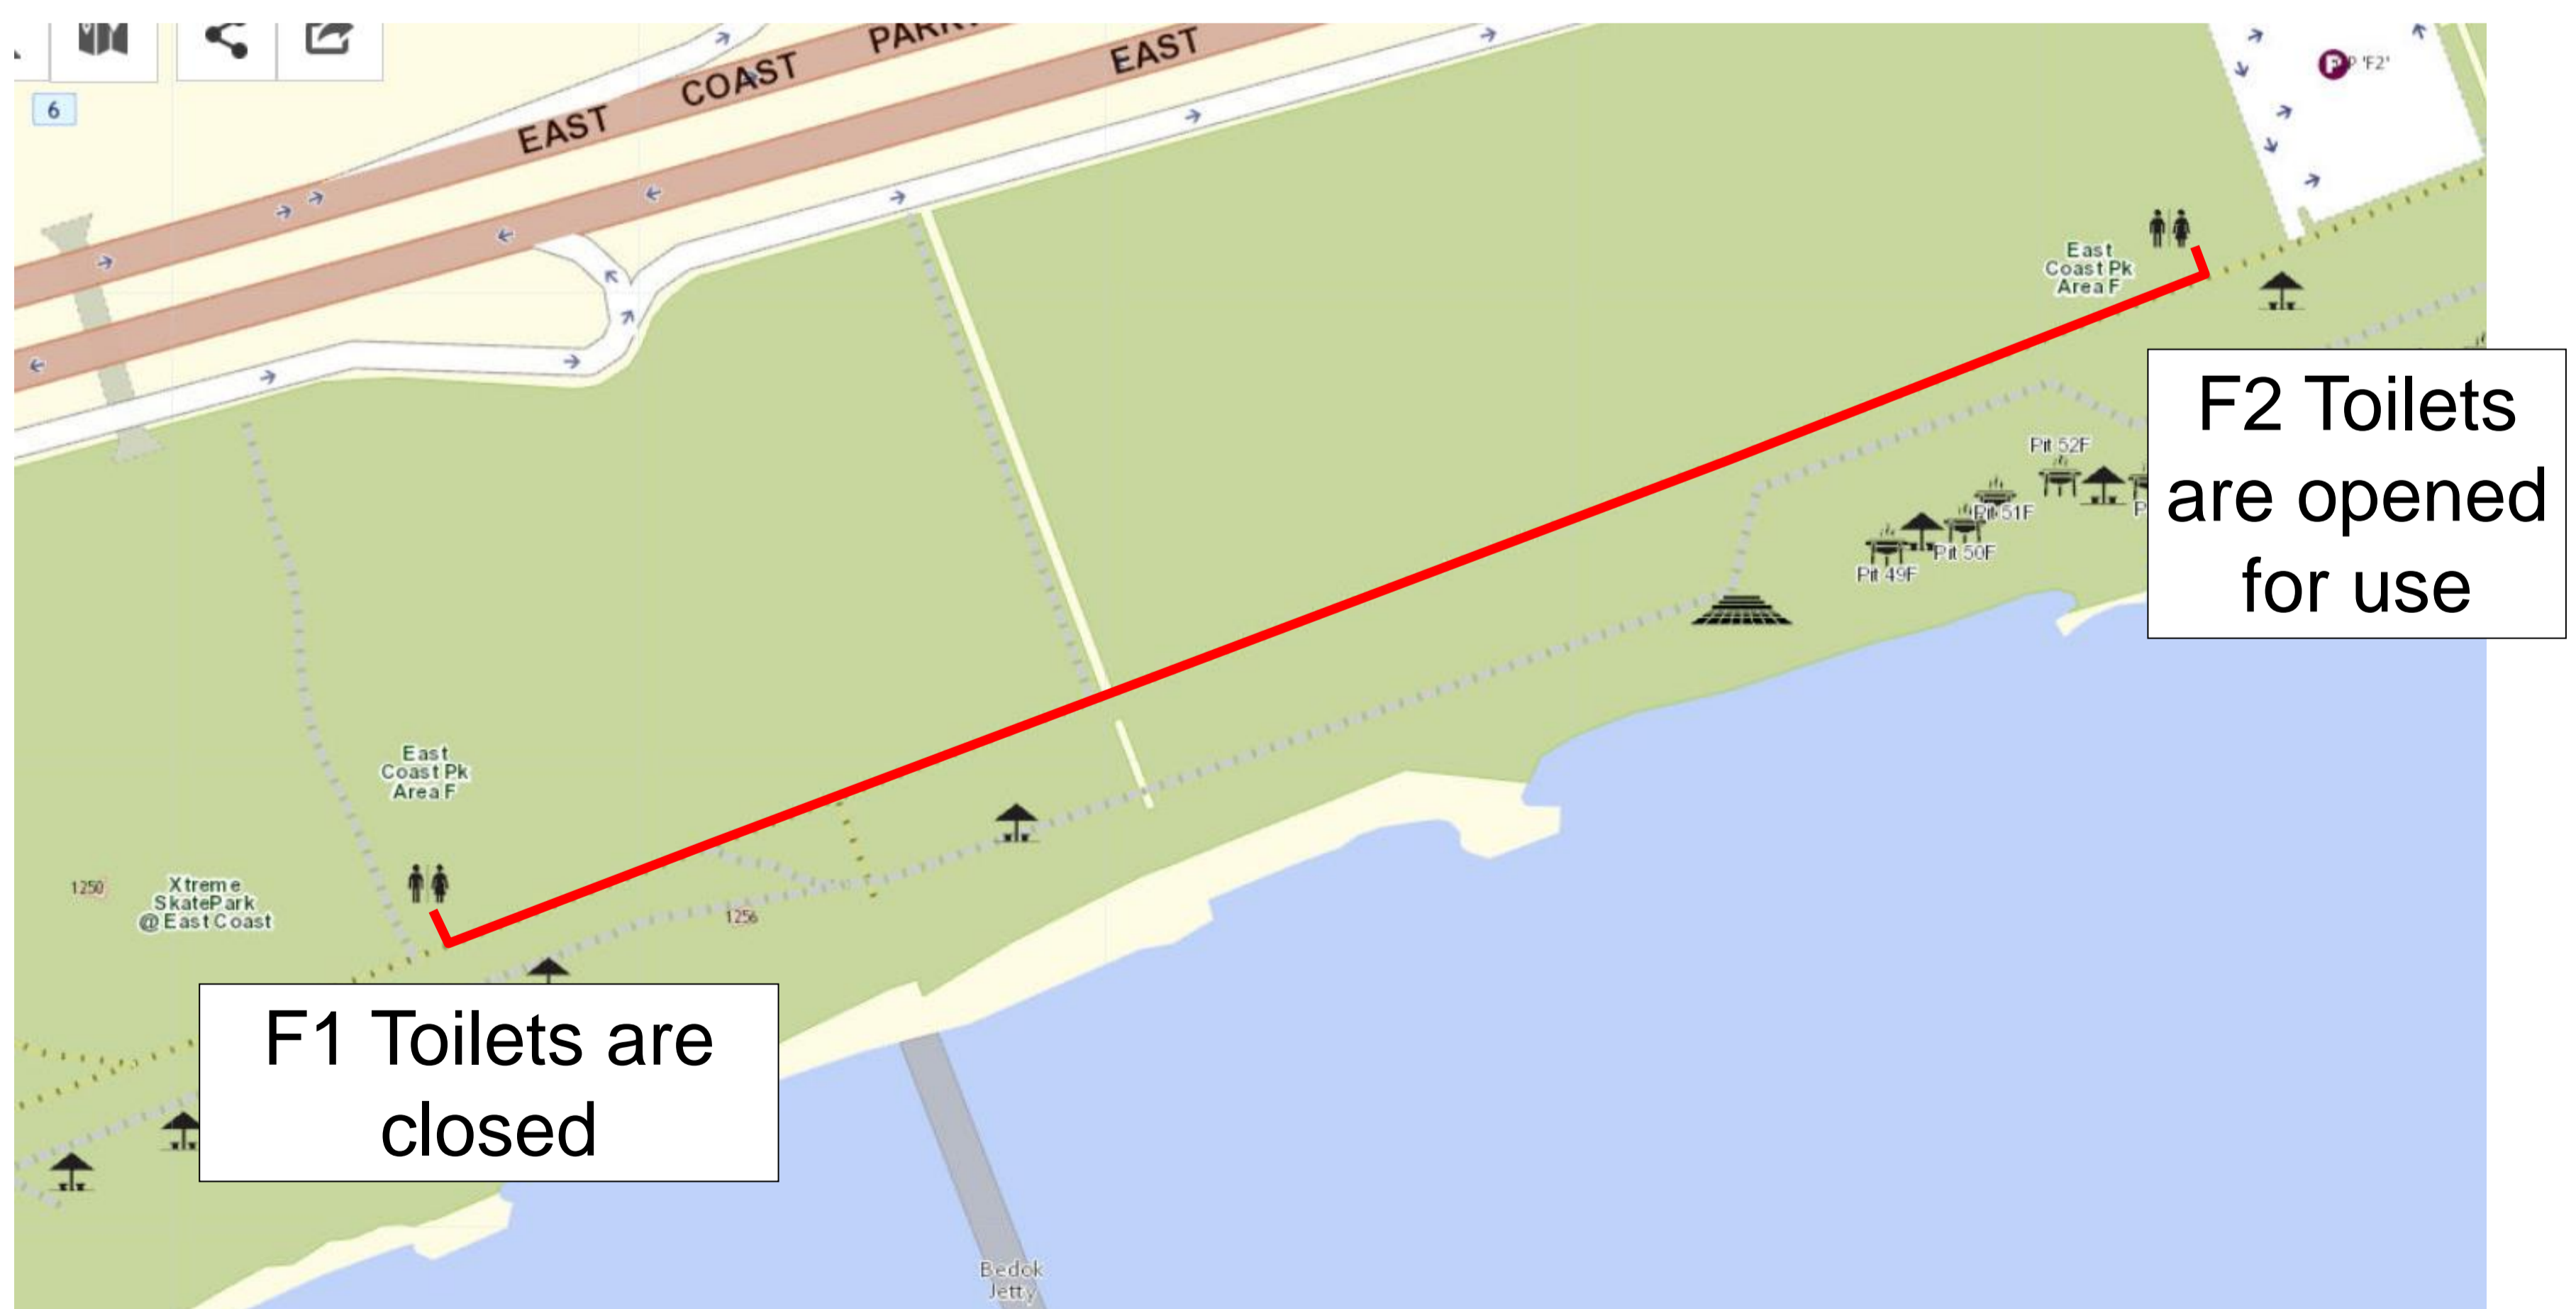 EAST COAST
EAST
6
'F2'
East
Coast Pk
Area F
F2 Toilets
are opened
for use
Pit 52F
Pit 51F
Pit 50F
Pit 49F
East
Coast Pk
Area F
1250
Xtreme
SkatePark
@ East Coast
1256
F1 Toilets are
closed
Bedok
Jetty